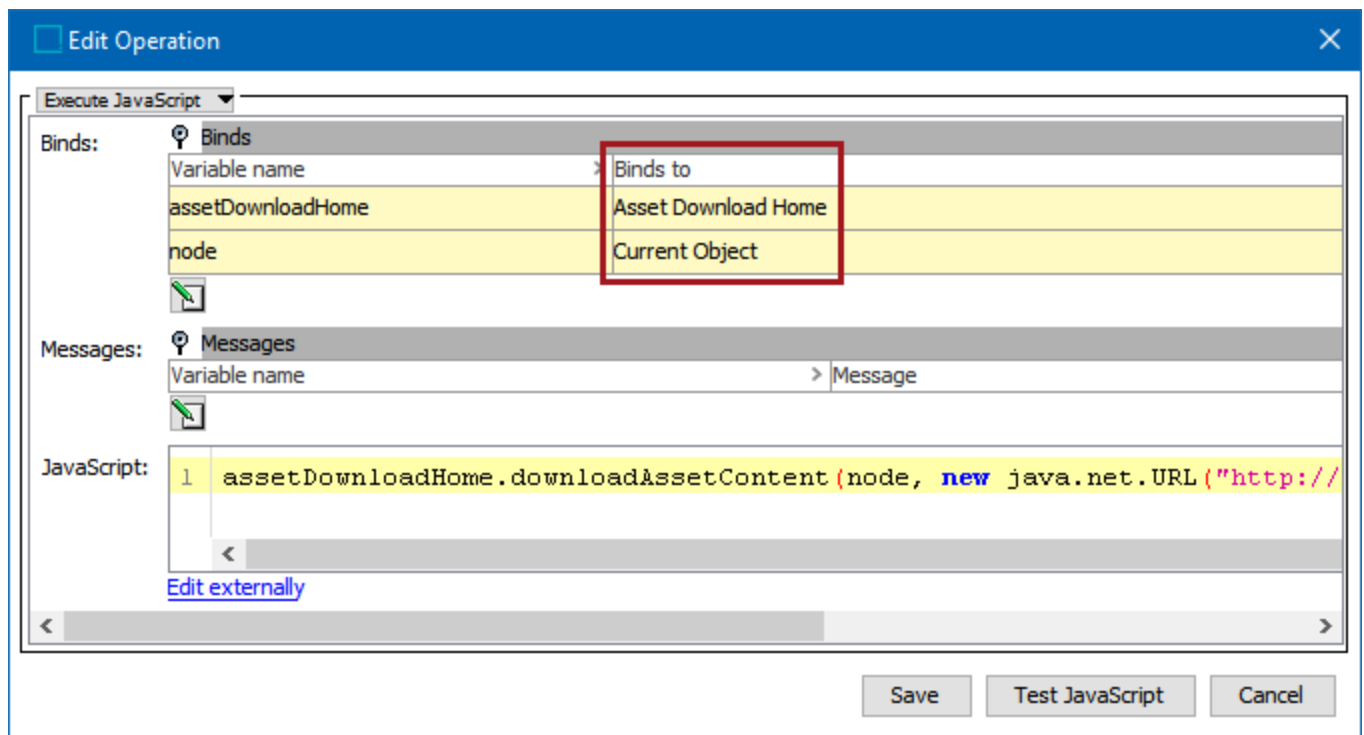 Edit Operation
Execute JavaScript
Binds:
Binds
Variable name > Binds to
assetDownloadHome Asset Download Home
node Current Object
Messages:
Messages
Variable name > Message
JavaScript:
1 assetDownloadHome.downloadAssetContent(node, new java.net.URL("http://
Edit externally
Save Test JavaScript Cancel